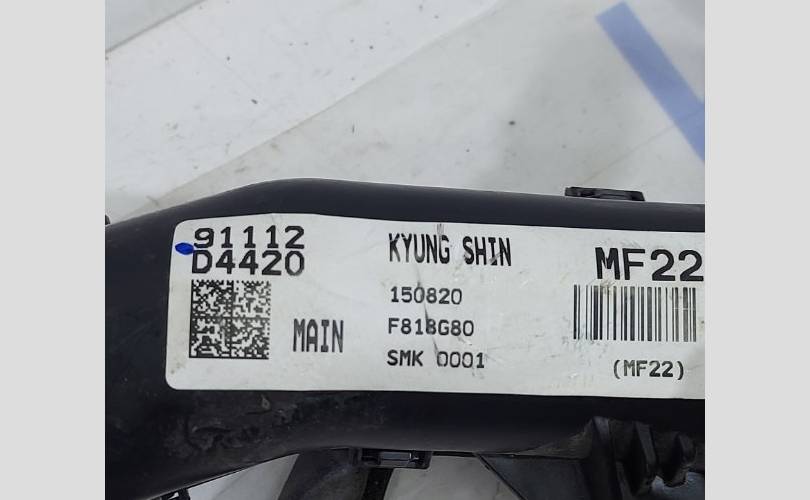 91112
D4420
MAIN
KYUNG SHIN
150820
F818G80
SMK 0001
MF22
(MF22)